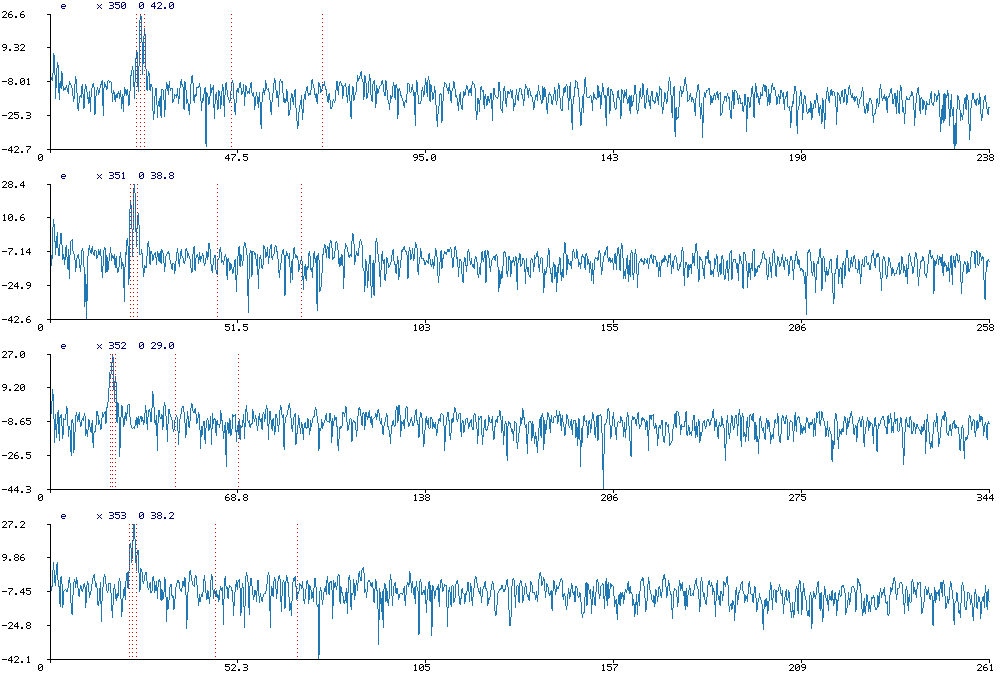 e x 350 0 42.0
26.6
9.32
-8.01
-25.3
-42.7
0 47.5 95.0 143 190 238
e x 351 0 38.8
28.4
10.6
-7.14
-24.9
-42.6
0 51.5 103 155 206 258
e x 352 0 29.0
27.0
9.20
-8.65
-26.5
-44.3
0 68.8 138 206 275 344
e x 353 0 38.2
27.2
9.86
-7.45
-24.8
-42.1
0 52.3 105 157 209 261